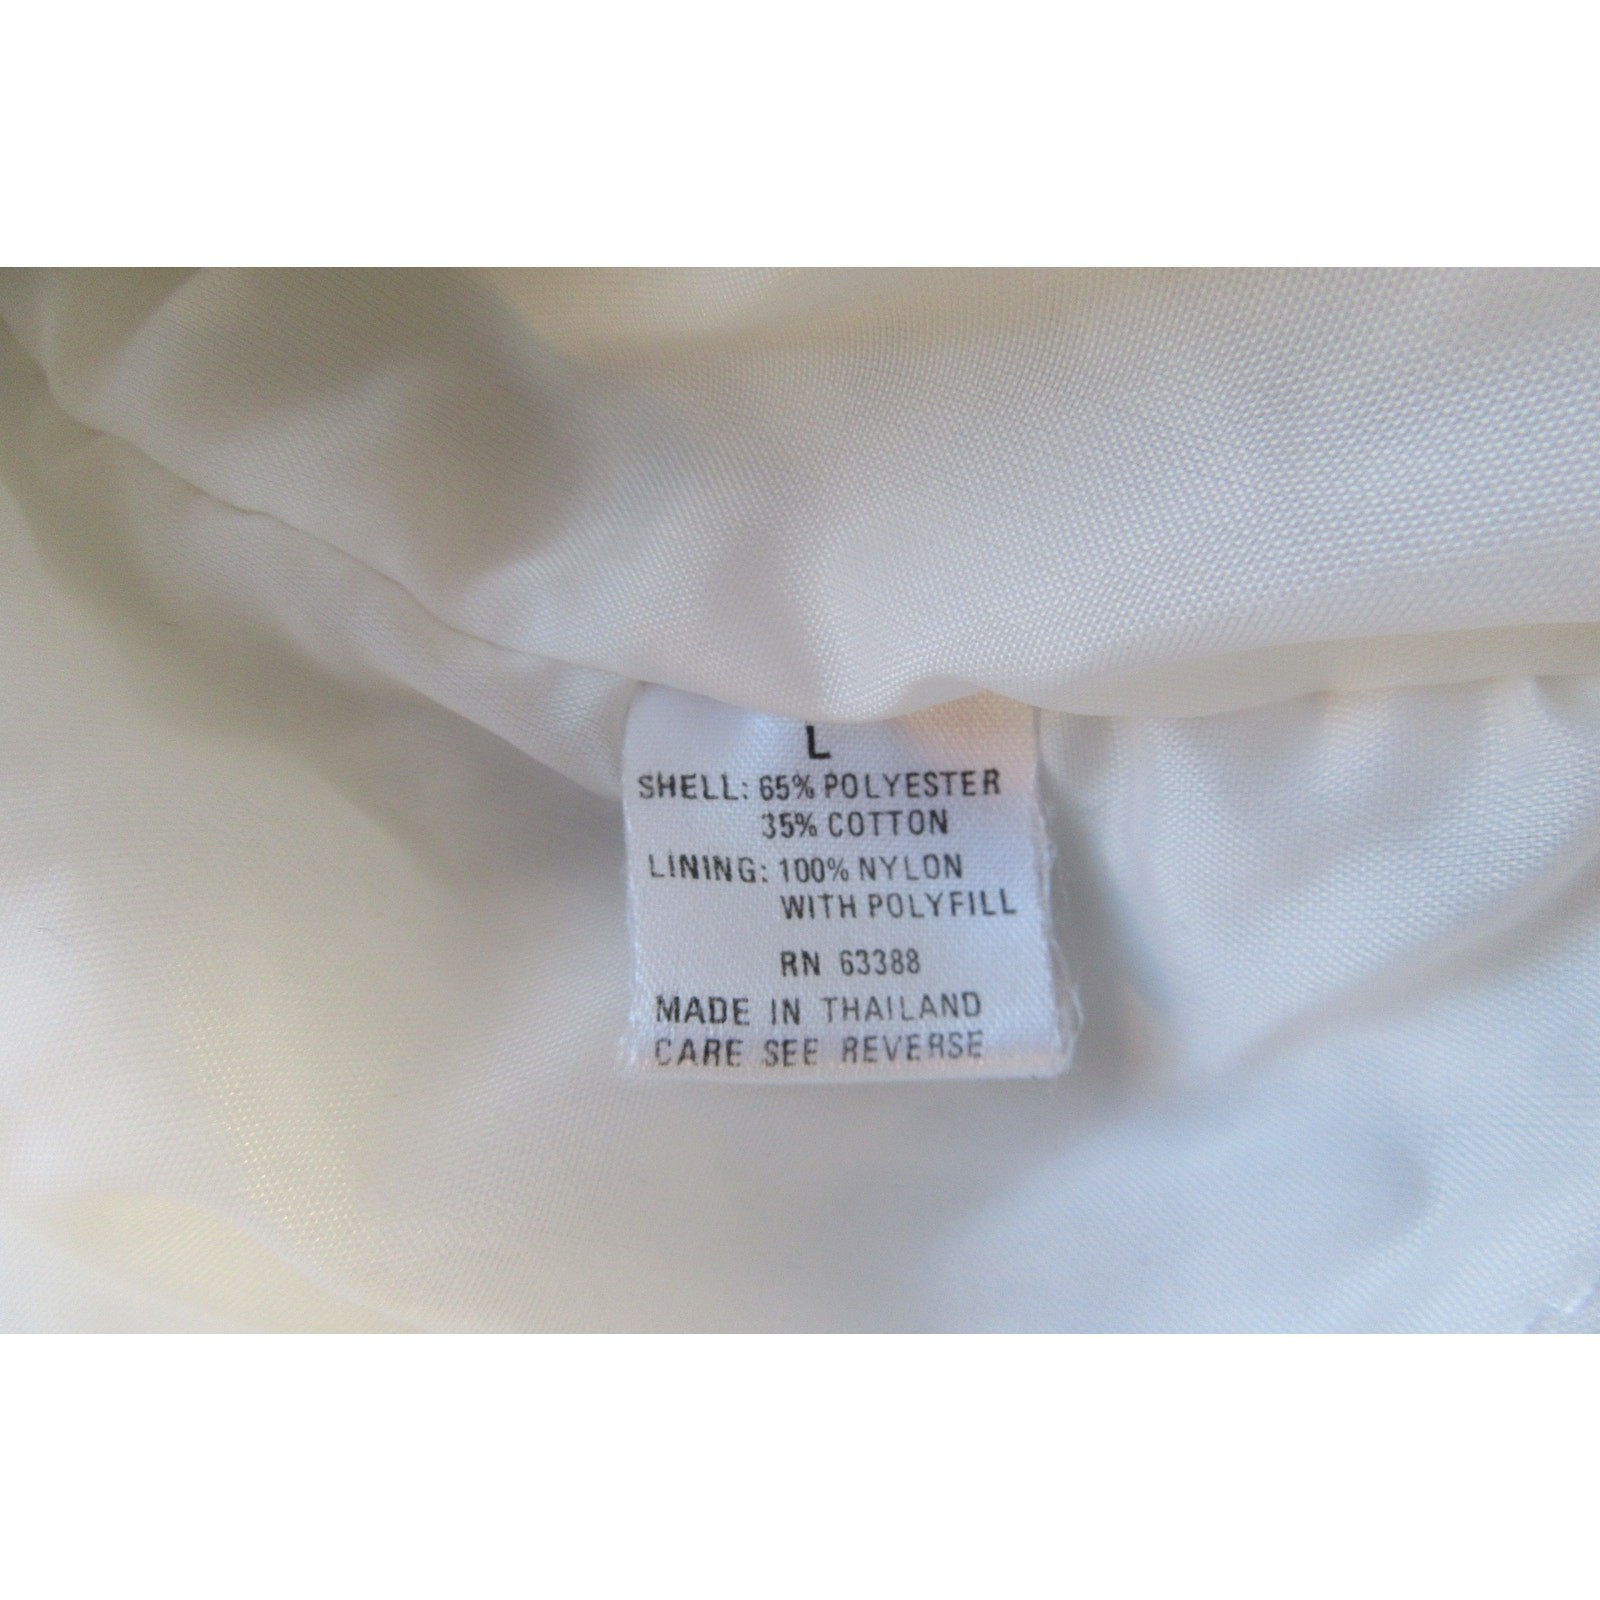 L
SHELL: 65% POLYESTER
35% COTTON
LINING: 100% NYLON
WITH POLYFILL
RN 63388
MADE IN THAILAND
CARE SEE REVERSE